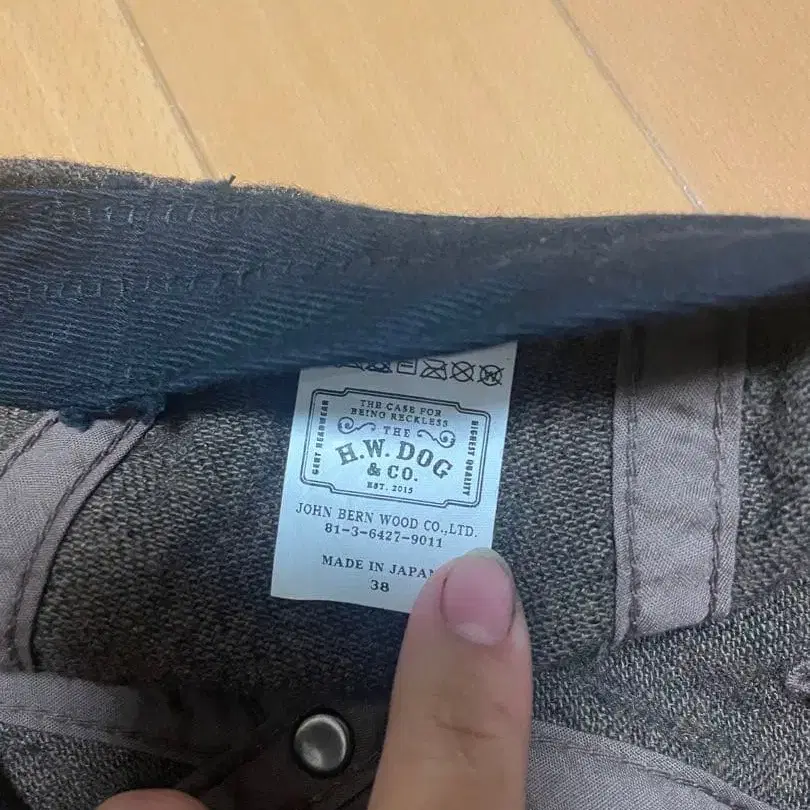 THE CASE FOR
BEING RECKLESS
THE
H.W. DOG
& CO.
EST. 2015
GENT HEADWEAR
HIGHEST QUALITY
JOHN BERN WOOD CO.,LTD.
81-3-6427-9011
MADE IN JAPAN
38